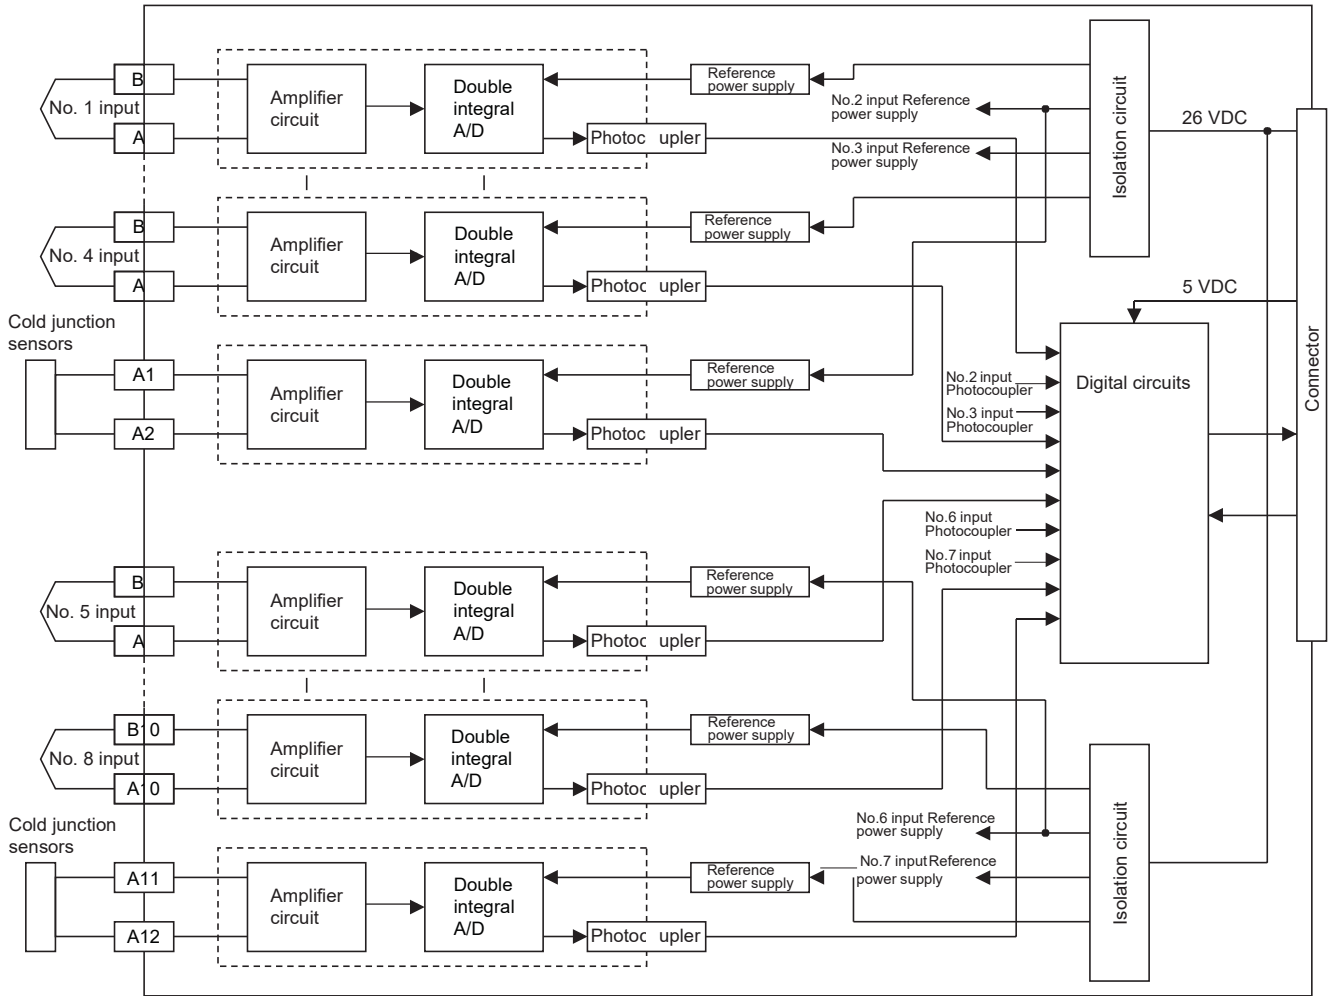 B
No. 1 input
A
Amplifier
circuit
Double
integral
A/D
Reference
power supply
Photoc upler
No.2 input Reference
power supply
No.3 input Reference
power supply
Isolation circuit
26 VDC
B
No. 4 input
A
Amplifier
circuit
Double
integral
A/D
Reference
power supply
Photoc upler
5 VDC
Connector
Cold junction
sensors
A1
A2
Amplifier
circuit
Double
integral
A/D
Reference
power supply
Photoc upler
No.2 input
Photocoupler
No.3 input
Photocoupler
Digital circuits
No.6 input
Photocoupler
No.7 input
Photocoupler
B
No. 5 input
A
Amplifier
circuit
Double
integral
A/D
Reference
power supply
Photoc upler
B10
No. 8 input
A10
Amplifier
circuit
Double
integral
A/D
Reference
power supply
Photoc upler
Cold junction
sensors
A11
A12
Amplifier
circuit
Double
integral
A/D
Reference
power supply
Photoc upler
No.6 input Reference
power supply
No.7 input Reference
power supply
Isolation circuit